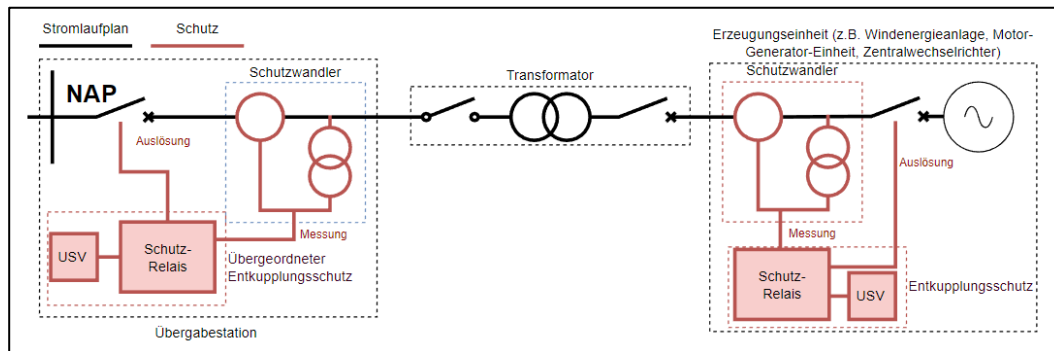 Stromlaufplan
Schutz
Erzeugungseinheit (z.B. Windenergieanlage, Motor-
Generator-Einheit, Zentralwechselrichter)
Schutzwandler
Transformator
Schutzwandler
NAP
Auslösung
Auslösung
Messung
Messung
USV
Schutz-
Relais
Übergeordneter
Entkupplungsschutz
Schutz-
Relais
USV
Entkupplungsschutz
Übergabestation